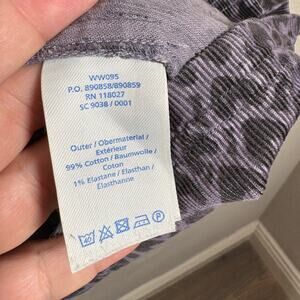 WW095
P.O. 890858/890859
RN 118027
SC 9038 / 0001
Outer / Obermaterial /
Extérieur
99% Cotton / Baumwolle /
Coton
1% Elastane / Elasthan /
Elasthanne
40
P